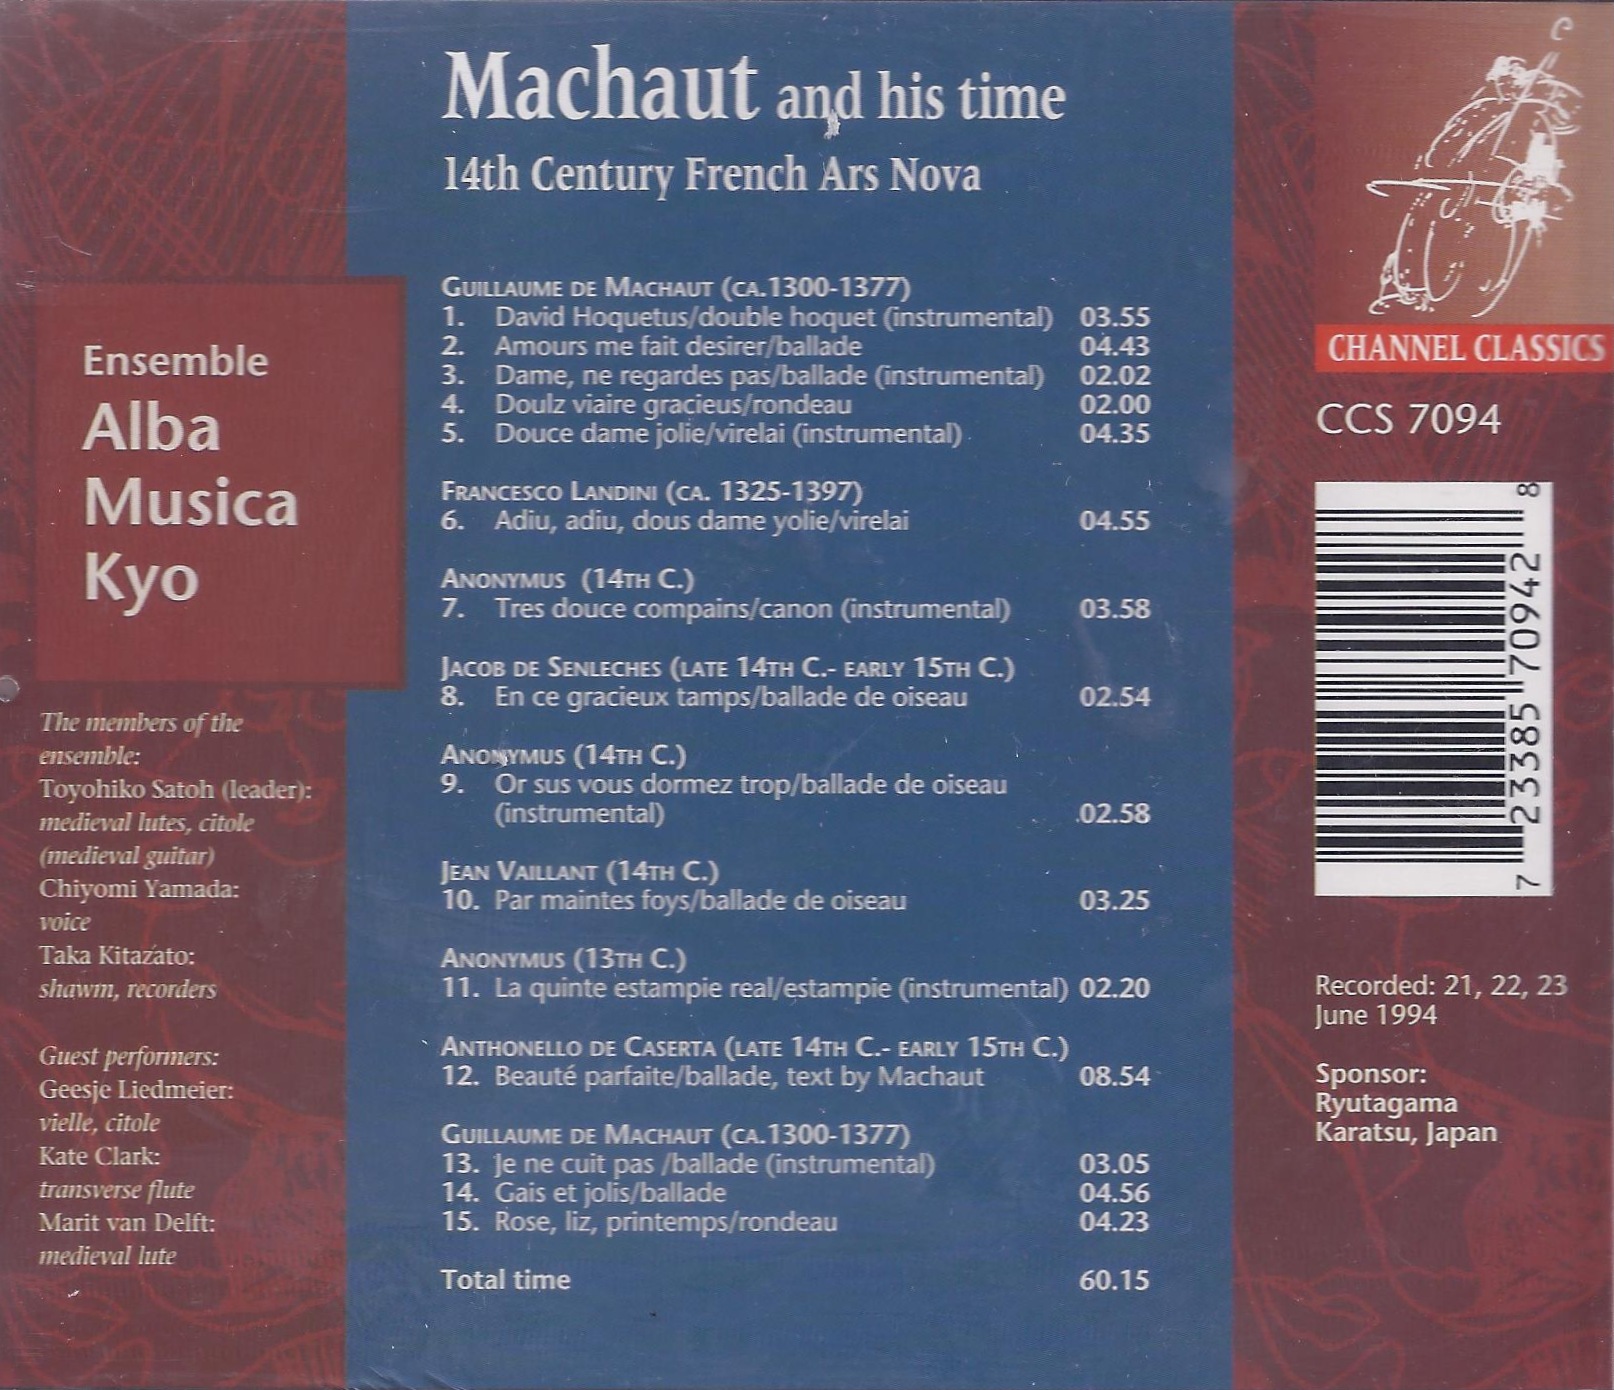 Machaut and his time
14th Century French Ars Nova
Ensemble
Alba
Musica
Kyo
The members of the
ensemble:
Toyohiko Satoh (leader):
medieval lutes, citole
(medieval guitar)
Chiyomi Yamada:
voice
Taka Kitazato:
shawm, recorders
Guest performers:
Geesje Liedmeier:
vielle, citole
Kate Clark:
transverse flute
Marit van Delft:
medieval lute
GUILLAUME DE MACHAUT (CA.1300-1377)
1. David Hoquetus/double hoquet (instrumental) 03.55
2. Amours me fait desirer/ballade 04.43
3. Dame, ne regardes pas/ballade (instrumental) 02.02
4. Doulz viaire gracieus/rondeau 02.00
5. Douce dame jolie/virelai (instrumental) 04.35
FRANCESCO LANDINI (CA. 1325-1397)
6. Adiu, adiu, dous dame yolie/virelai 04.55
ANONYMUS (14TH C.)
7. Tres douce compains/canon (instrumental) 03.58
JACOB DE SENLECHES (LATE 14TH C.- EARLY 15TH C.)
8. En ce gracieux tamps/ballade de oiseau 02.54
ANONYMUS (14TH C.)
9. Or sus vous dormez trop/ballade de oiseau
(instrumental) 02.58
JEAN VAILLANT (14TH C.)
10. Par maintes foys/ballade de oiseau 03.25
ANONYMUS (13TH C.)
11. La quinte estampie real/estampie (instrumental) 02.20
ANTHONELLO DE CASERTA (LATE 14TH C.- EARLY 15TH C.)
12. Beauté parfaite/ballade, text by Machaut 08.54
GUILLAUME DE MACHAUT (CA.1300-1377)
13. Je ne cuit pas /ballade (instrumental) 03.05
14. Gais et jolis/ballade 04.56
15. Rose, liz, printemps/rondeau 04.23
Total time 60.15
CHANNEL CLASSICS
CCS 7094
7 23385 70942 8
Recorded: 21, 22, 23
June 1994
Sponsor:
Ryutagama
Karatsu, Japan